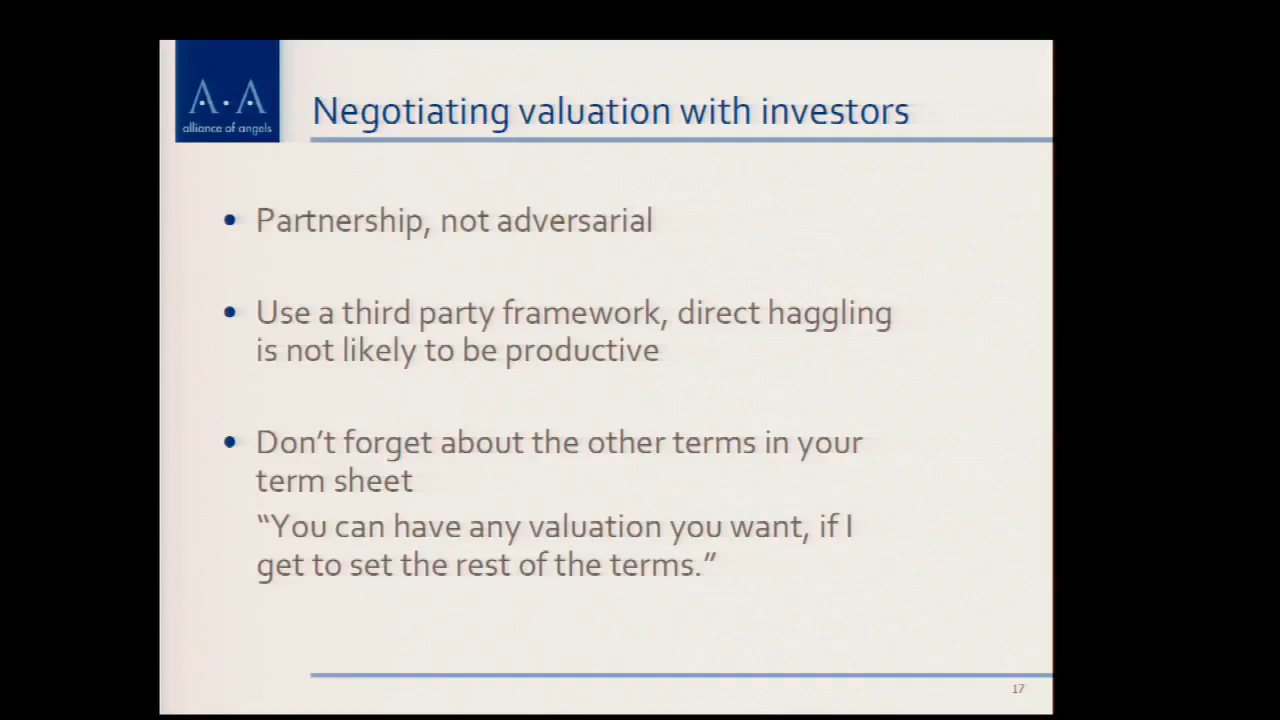 A·A
alliance of angels
Negotiating valuation with investors
• Partnership, not adversarial
• Use a third party framework, direct haggling
is not likely to be productive
• Don’t forget about the other terms in your
term sheet
“You can have any valuation you want, if I
get to set the rest of the terms.”
17